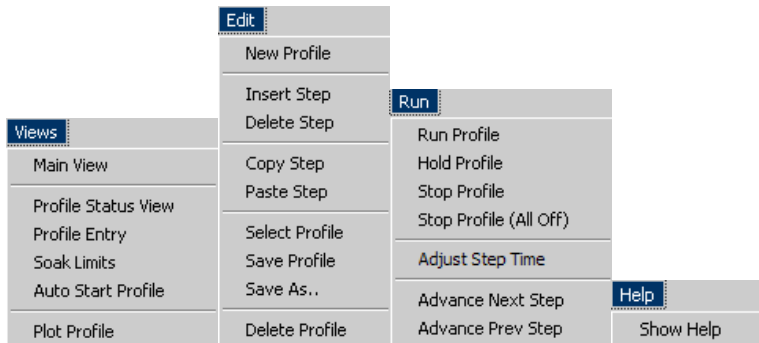 Views
Main View
Profile Status View
Profile Entry
Soak Limits
Auto Start Profile
Plot Profile
Edit
New Profile
Insert Step
Delete Step
Copy Step
Paste Step
Select Profile
Save Profile
Save As..
Delete Profile
Run
Run Profile
Hold Profile
Stop Profile
Stop Profile (All Off)
Adjust Step Time
Advance Next Step
Advance Prev Step
Help
Show Help